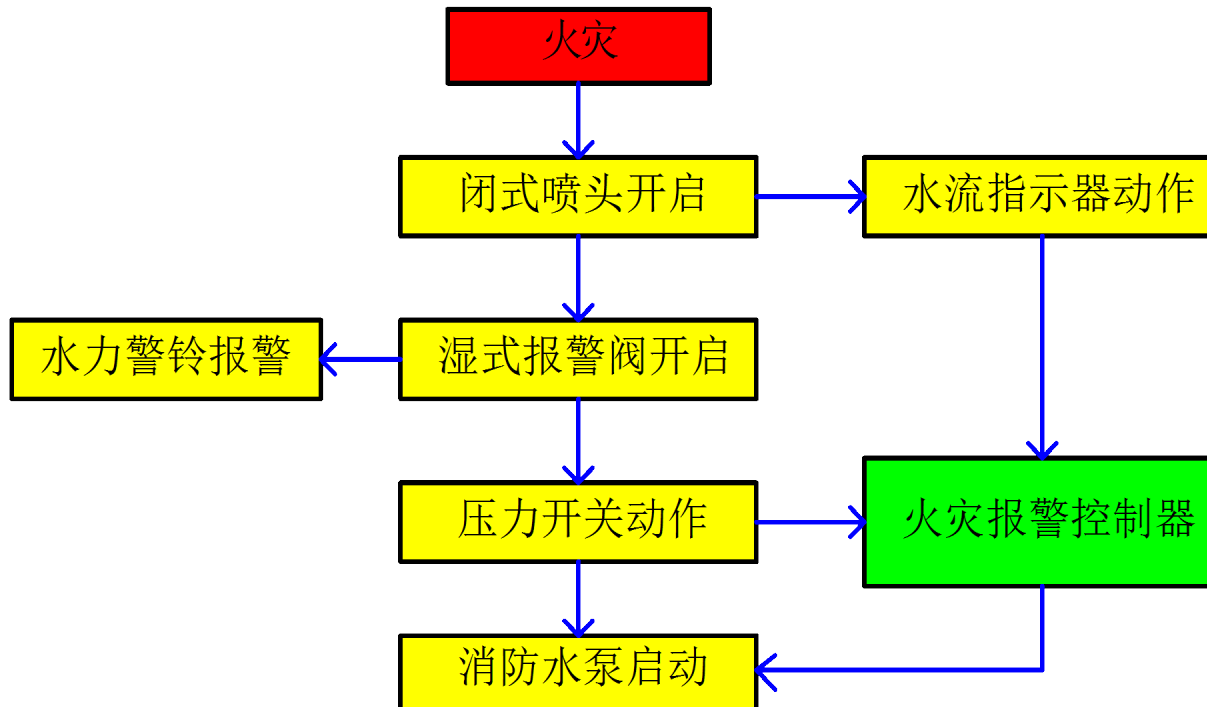 火灾
闭式喷头开启
水流指示器动作
水力警铃报警
湿式报警阀开启
压力开关动作
火灾报警控制器
消防水泵启动